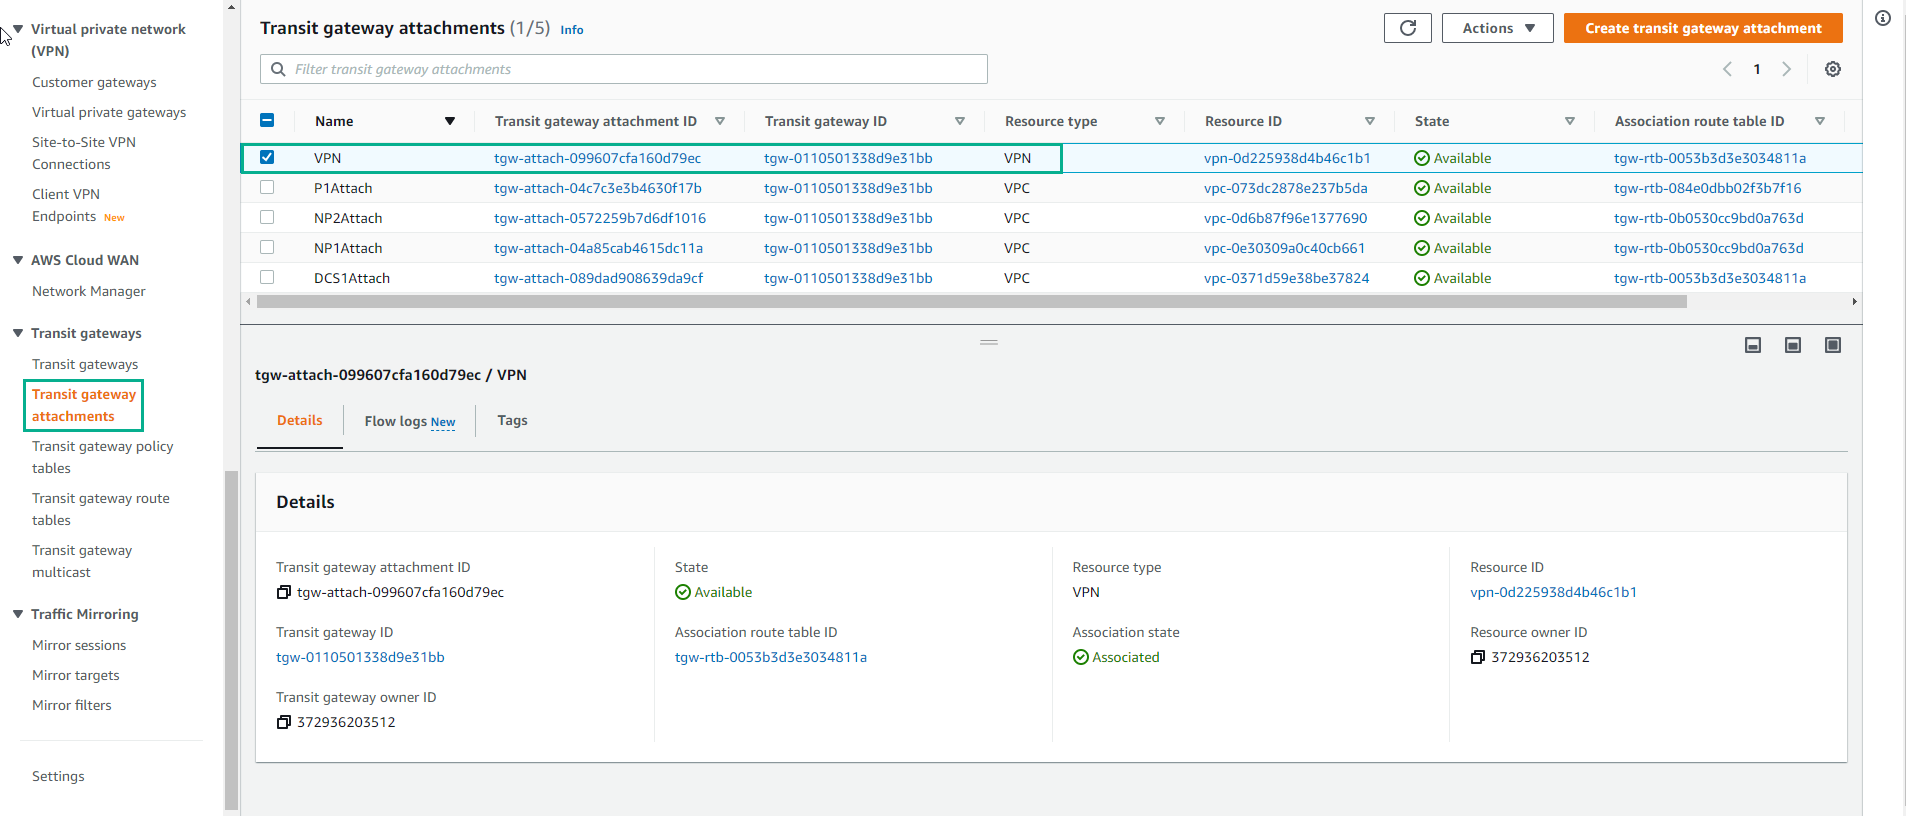 Virtual private network
(VPN)
Customer gateways
Virtual private gateways
Site-to-Site VPN
Connections
Client VPN
Endpoints New
AWS Cloud WAN
Network Manager
Transit gateways
Transit gateways
Transit gateway
attachments
Transit gateway policy
tables
Transit gateway route
tables
Transit gateway
multicast
Traffic Mirroring
Mirror sessions
Mirror targets
Mirror filters
Settings
Transit gateway attachments (1/5) Info
Actions
Create transit gateway attachment
Filter transit gateway attachments
1
Name Transit gateway attachment ID Transit gateway ID Resource type Resource ID State Association route table ID
VPN tgw-attach-099607cfa160d79ec tgw-0110501338d9e31bb VPN vpn-0d225938d4b46c1b1 Available tgw-rtb-0053b3d3e3034811a
P1Attach tgw-attach-04c7c3e3b4630f17b tgw-0110501338d9e31bb VPC vpc-073dc2878e237b5da Available tgw-rtb-084e0dbb02f3b7f16
NP2Attach tgw-attach-0572259b7d6df1016 tgw-0110501338d9e31bb VPC vpc-0d6b87f96e1377690 Available tgw-rtb-0b0530cc9bd0a763d
NP1Attach tgw-attach-04a85cab4615dc11a tgw-0110501338d9e31bb VPC vpc-0e30309a0c40cb661 Available tgw-rtb-0b0530cc9bd0a763d
DCS1Attach tgw-attach-089dad908639da9cf tgw-0110501338d9e31bb VPC vpc-0371d59e38be37824 Available tgw-rtb-0053b3d3e3034811a
tgw-attach-099607cfa160d79ec / VPN
Details Flow logs New Tags
Details
Transit gateway attachment ID State Resource type Resource ID
tgw-attach-099607cfa160d79ec Available VPN vpn-0d225938d4b46c1b1
Transit gateway ID Association route table ID Association state Resource owner ID
tgw-0110501338d9e31bb tgw-rtb-0053b3d3e3034811a Associated 372936203512
Transit gateway owner ID
372936203512